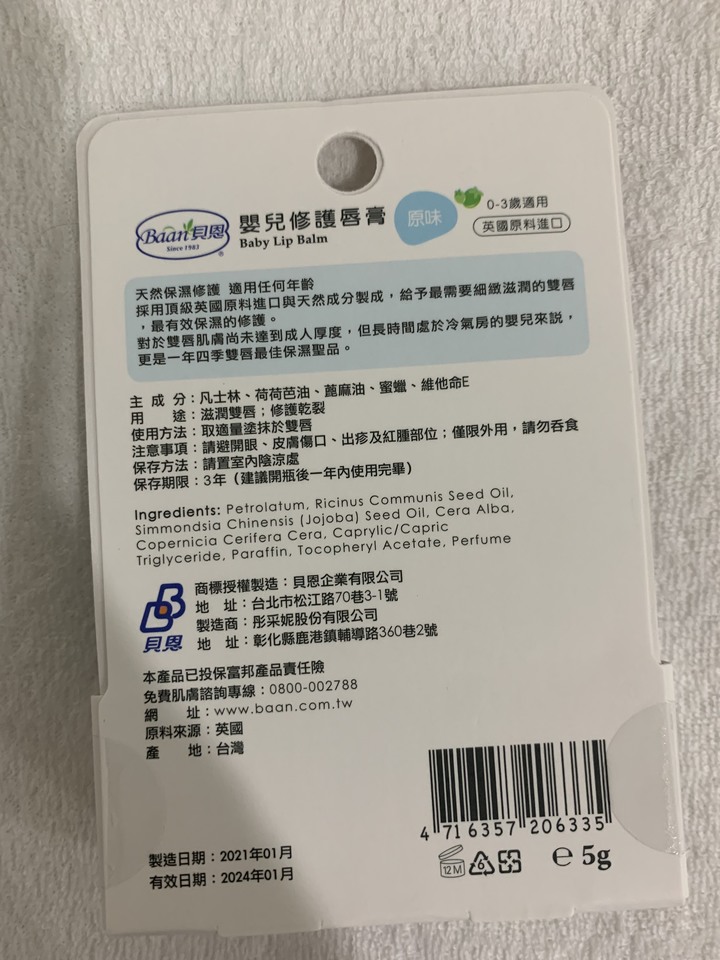 Baan貝恩
Since 1983
®
嬰兒修護唇膏
Baby Lip Balm
原味
0-3歲適用
英國原料進口
天然保濕修護 適用任何年齡
採用頂級英國原料進口與天然成分製成，給予最需要細緻滋潤的雙唇
，最有效保濕的修護。
對於雙唇肌膚尚未達到成人厚度，但長時間處於冷氣房的嬰兒來說，
更是一年四季雙唇最佳保濕聖品。
主 成 分：凡士林、荷荷芭油、蓖麻油、蜜蠟、維他命E
用　　途：滋潤雙唇；修護乾裂
使用方法：取適量塗抹於雙唇
注意事項：請避開眼、皮膚傷口、出疹及紅腫部位；僅限外用，請勿吞食
保存方法：請置室內陰涼處
保存期限：3年（建議開瓶後一年內使用完畢）
Ingredients: Petrolatum, Ricinus Communis Seed Oil,
Simmondsia Chinensis (Jojoba) Seed Oil, Cera Alba,
Copernicia Cerifera Cera, Caprylic/Capric
Triglyceride, Paraffin, Tocopheryl Acetate, Perfume
貝恩
商標授權製造：貝恩企業有限公司
地　址：台北市松江路70巷3-1號
製造商：彤采妮股份有限公司
地　址：彰化縣鹿港鎮輔導路360巷2號
本產品已投保富邦產品責任險
免費肌膚諮詢專線：0800-002788
網　　址：www.baan.com.tw
原料來源：英國
產　　地：台灣
4 716357 206335
製造日期：2021年01月
有效日期：2024年01月
12M
6
℮ 5g